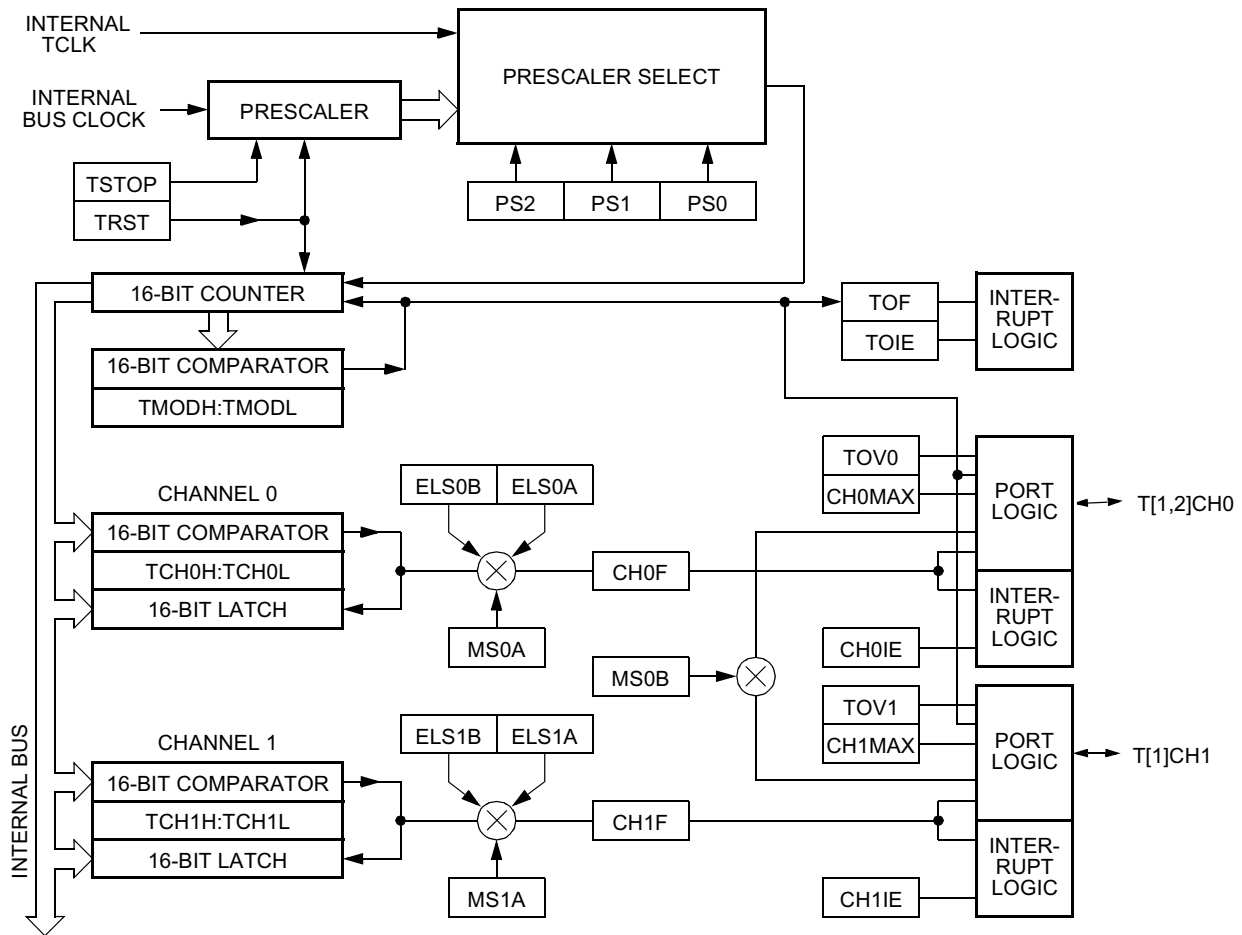 INTERNAL
TCLK
PRESCALER SELECT
INTERNAL
BUS CLOCK
PRESCALER
TSTOP
TRST
PS2
PS1
PS0
16-BIT COUNTER
16-BIT COMPARATOR
TMODH:TMODL
TOF
TOIE
INTER-
RUPT
LOGIC
CHANNEL 0
16-BIT COMPARATOR
TCH0H:TCH0L
16-BIT LATCH
ELS0B
ELS0A
MS0A
CH0F
TOV0
CH0MAX
PORT
LOGIC
T[1,2]CH0
INTER-
RUPT
LOGIC
CH0IE
MS0B
CHANNEL 1
16-BIT COMPARATOR
TCH1H:TCH1L
16-BIT LATCH
ELS1B
ELS1A
MS1A
CH1F
TOV1
CH1MAX
PORT
LOGIC
T[1]CH1
INTER-
RUPT
LOGIC
CH1IE
INTERNAL BUS